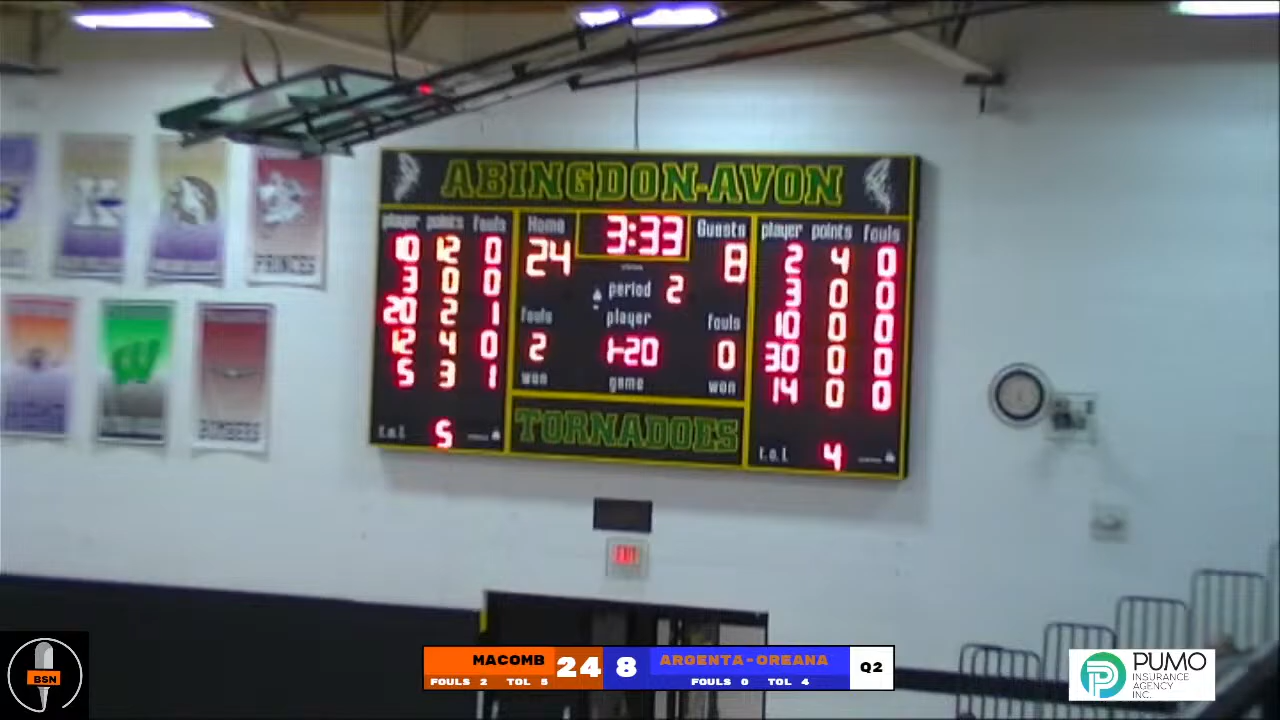 ABINGDON-AVON
player points fouls
10 12 0
3 0 0
20 2 1
12 4 0
5 3 1
t.o.l. 5
Home
24
3:33
Guests
8
period 2
fouls
2
won
player
1-20
game
fouls
0
won
TORNADOES
player points fouls
2 4 0
3 0 0
10 0 0
30 0 0
14 0 0
t.o.l. 4
K
PRINCES
W
BOMBERS
EXIT
BSN
MACOMB 24
FOULS 2 TOL 5
8 ARGENTA-OREANA
FOULS 0 TOL 4
Q2
PUMO
INSURANCE
AGENCY
INC.